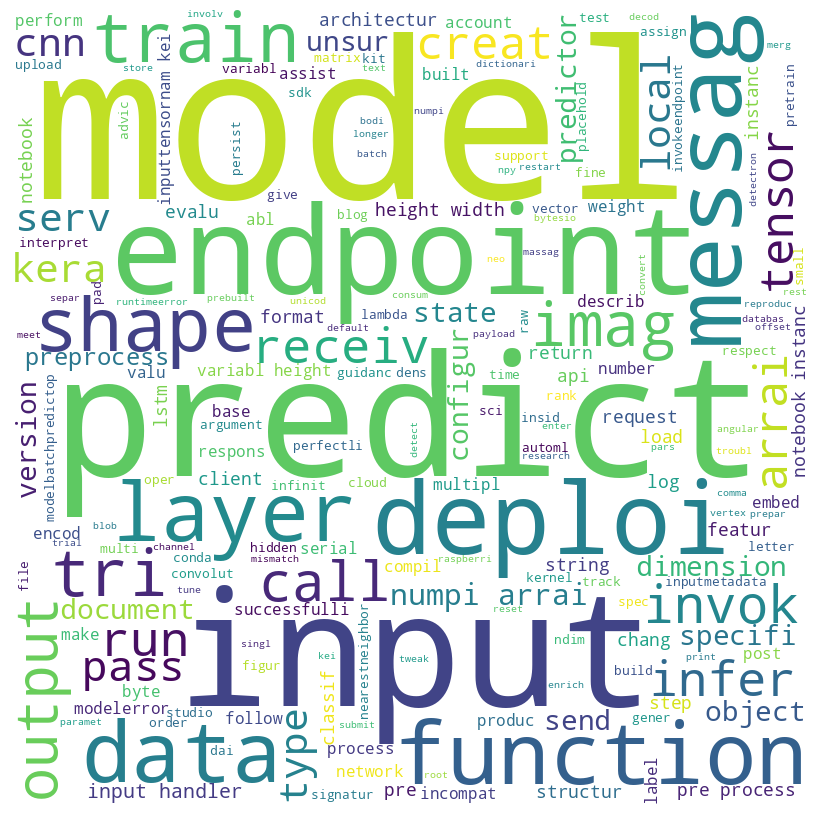 involv
decod
perform
train
architectur
account
test
merg
cnn
unsur
creat
assign
upload
store
variabl
assist
matrix
kit
text
dictionari
model
messag
sdk
built
predictor
placehold
local
invokeendpoint
instanc
pretrain
notebook
advic
inputtensornam kei
persist
bodi
longer
numpi
batch
support
npy
restart
fine
detectron
tensor
serv
evalu
abl
give
blog
height width
vector
bytesio
weight
interpret
endpoint
kera
pad
separ
runtimeerror
prebuilt
unicod
consum
neo
massag
convert
small
rest
reproduc
databas
offset
meet
shape
format
default
lambda
state
payload
raw
describ
imag
preprocess
receiv
configur
return
respect
valu
variabl height
guidanc
dens
time
api
number
arrai
notebook instanc
predict
version
modelbatchpredictop
lstm
base
argument
perfectli
sci
rank
insid
request
enter
angular
respons
detect
research
automl
load
pars
troubl
oper
client
infinit
cloud
multipl
log
vertex
comma
embed
prepar
layer
deploi
encod
blob
featur
trial
multi
channel
conda
hidden
serial
mismatch
compil
raspberri
string
letter
file
tri
tune
convolut
call
kernel
track
dimension
inputmetadata
numpi arrai
spec
output
document
successfulli
reset
ndim
chang
invok
make
run
figur
singl
kei
nearestneighbor
tweak
input
specifi
post
print
pass
byte
classif
build
enrich
infer
modelerror
studio
paramet
order
follow
submit
produc
send
gener
step
object
data
dai
type
process
function
network
root
input handler
signatur
pre
incompat
structur
label
pre process